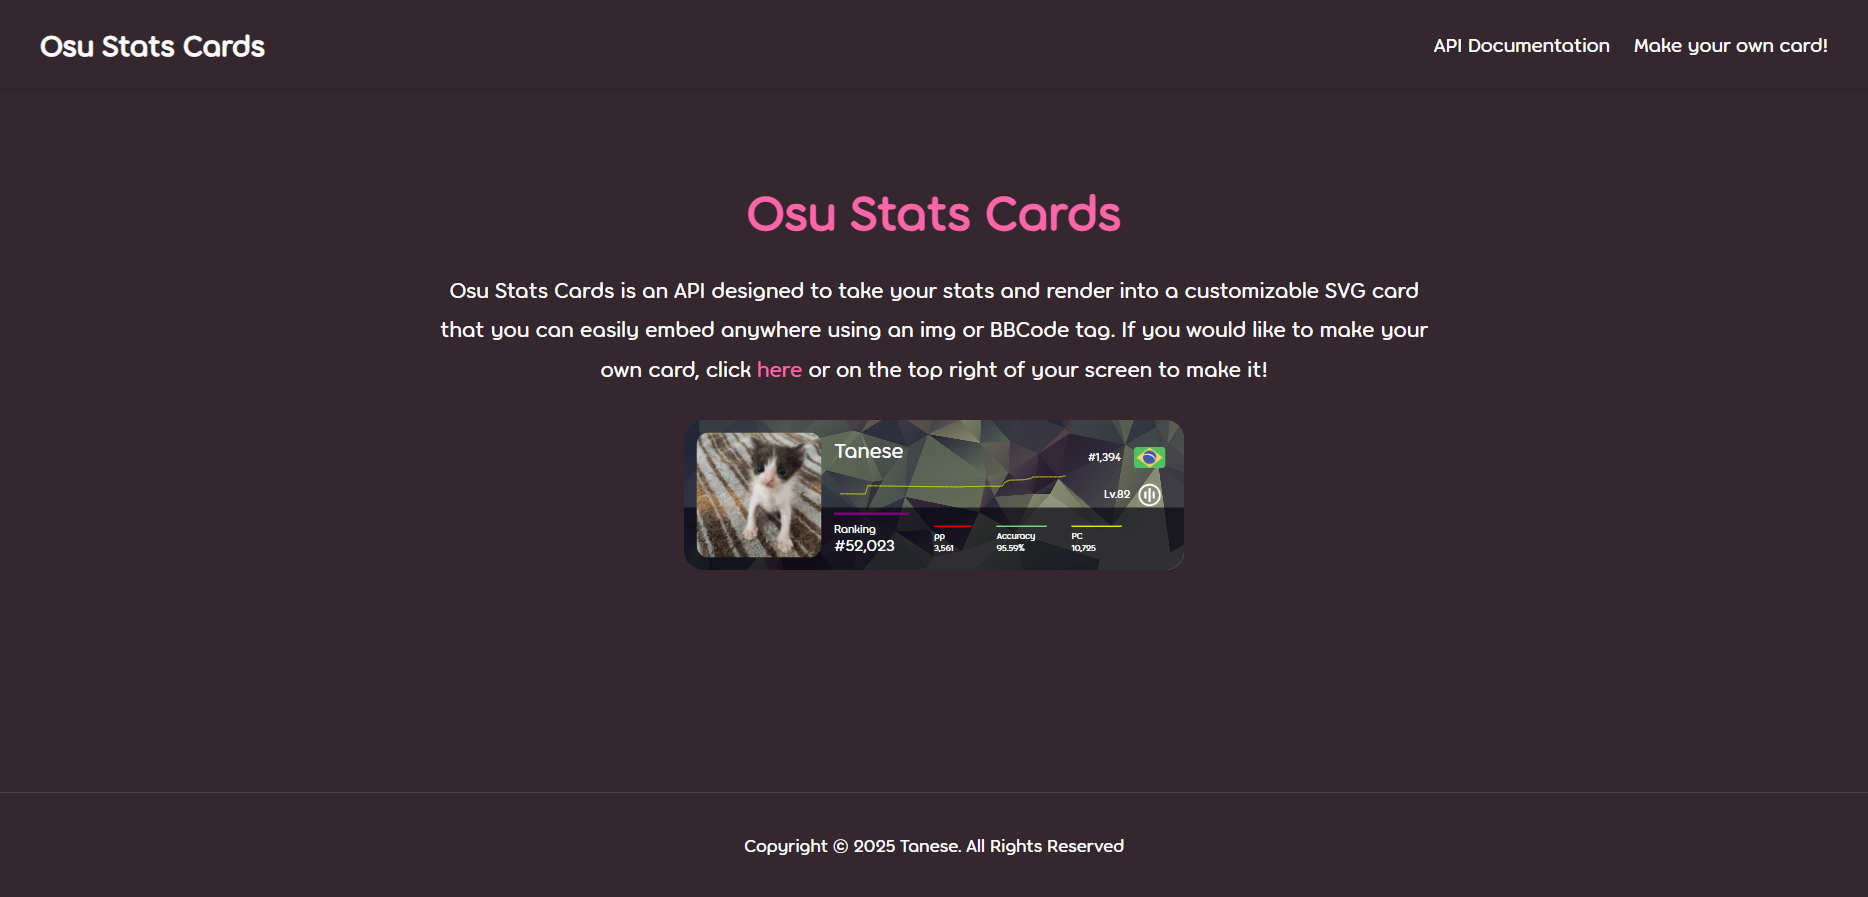 Osu Stats Cards
API Documentation
Make your own card!
Osu Stats Cards
Osu Stats Cards is an API designed to take your stats and render into a customizable SVG card
that you can easily embed anywhere using an img or BBCode tag. If you would like to make your
own card, click here or on the top right of your screen to make it!
Tanese
#1,394
Lv.82
Ranking
#52,023
pp
3,561
Accuracy
95.59%
PC
10,725
Copyright © 2025 Tanese. All Rights Reserved